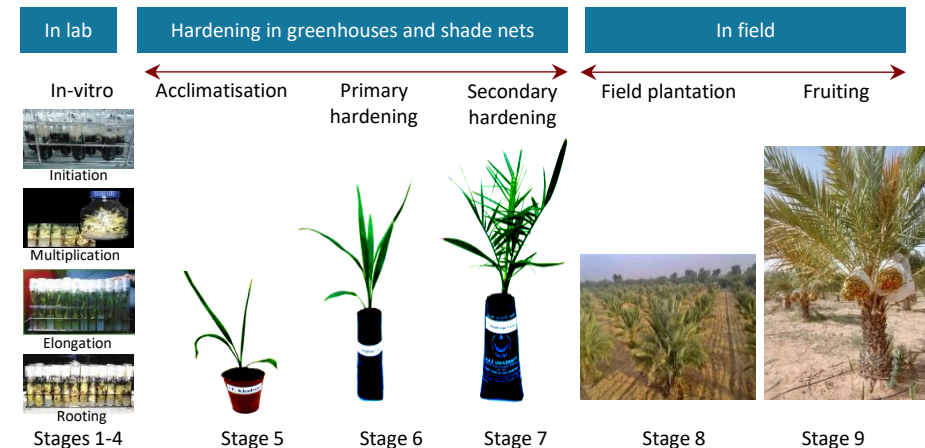 In lab
Hardening in greenhouses and shade nets
In field
In-vitro
Acclimatisation
Primary
hardening
Secondary
hardening
Field plantation
Fruiting
Initiation
Multiplication
Elongation
Rooting
Stages 1-4
Stage 5
Stage 6
Stage 7
Stage 8
Stage 9